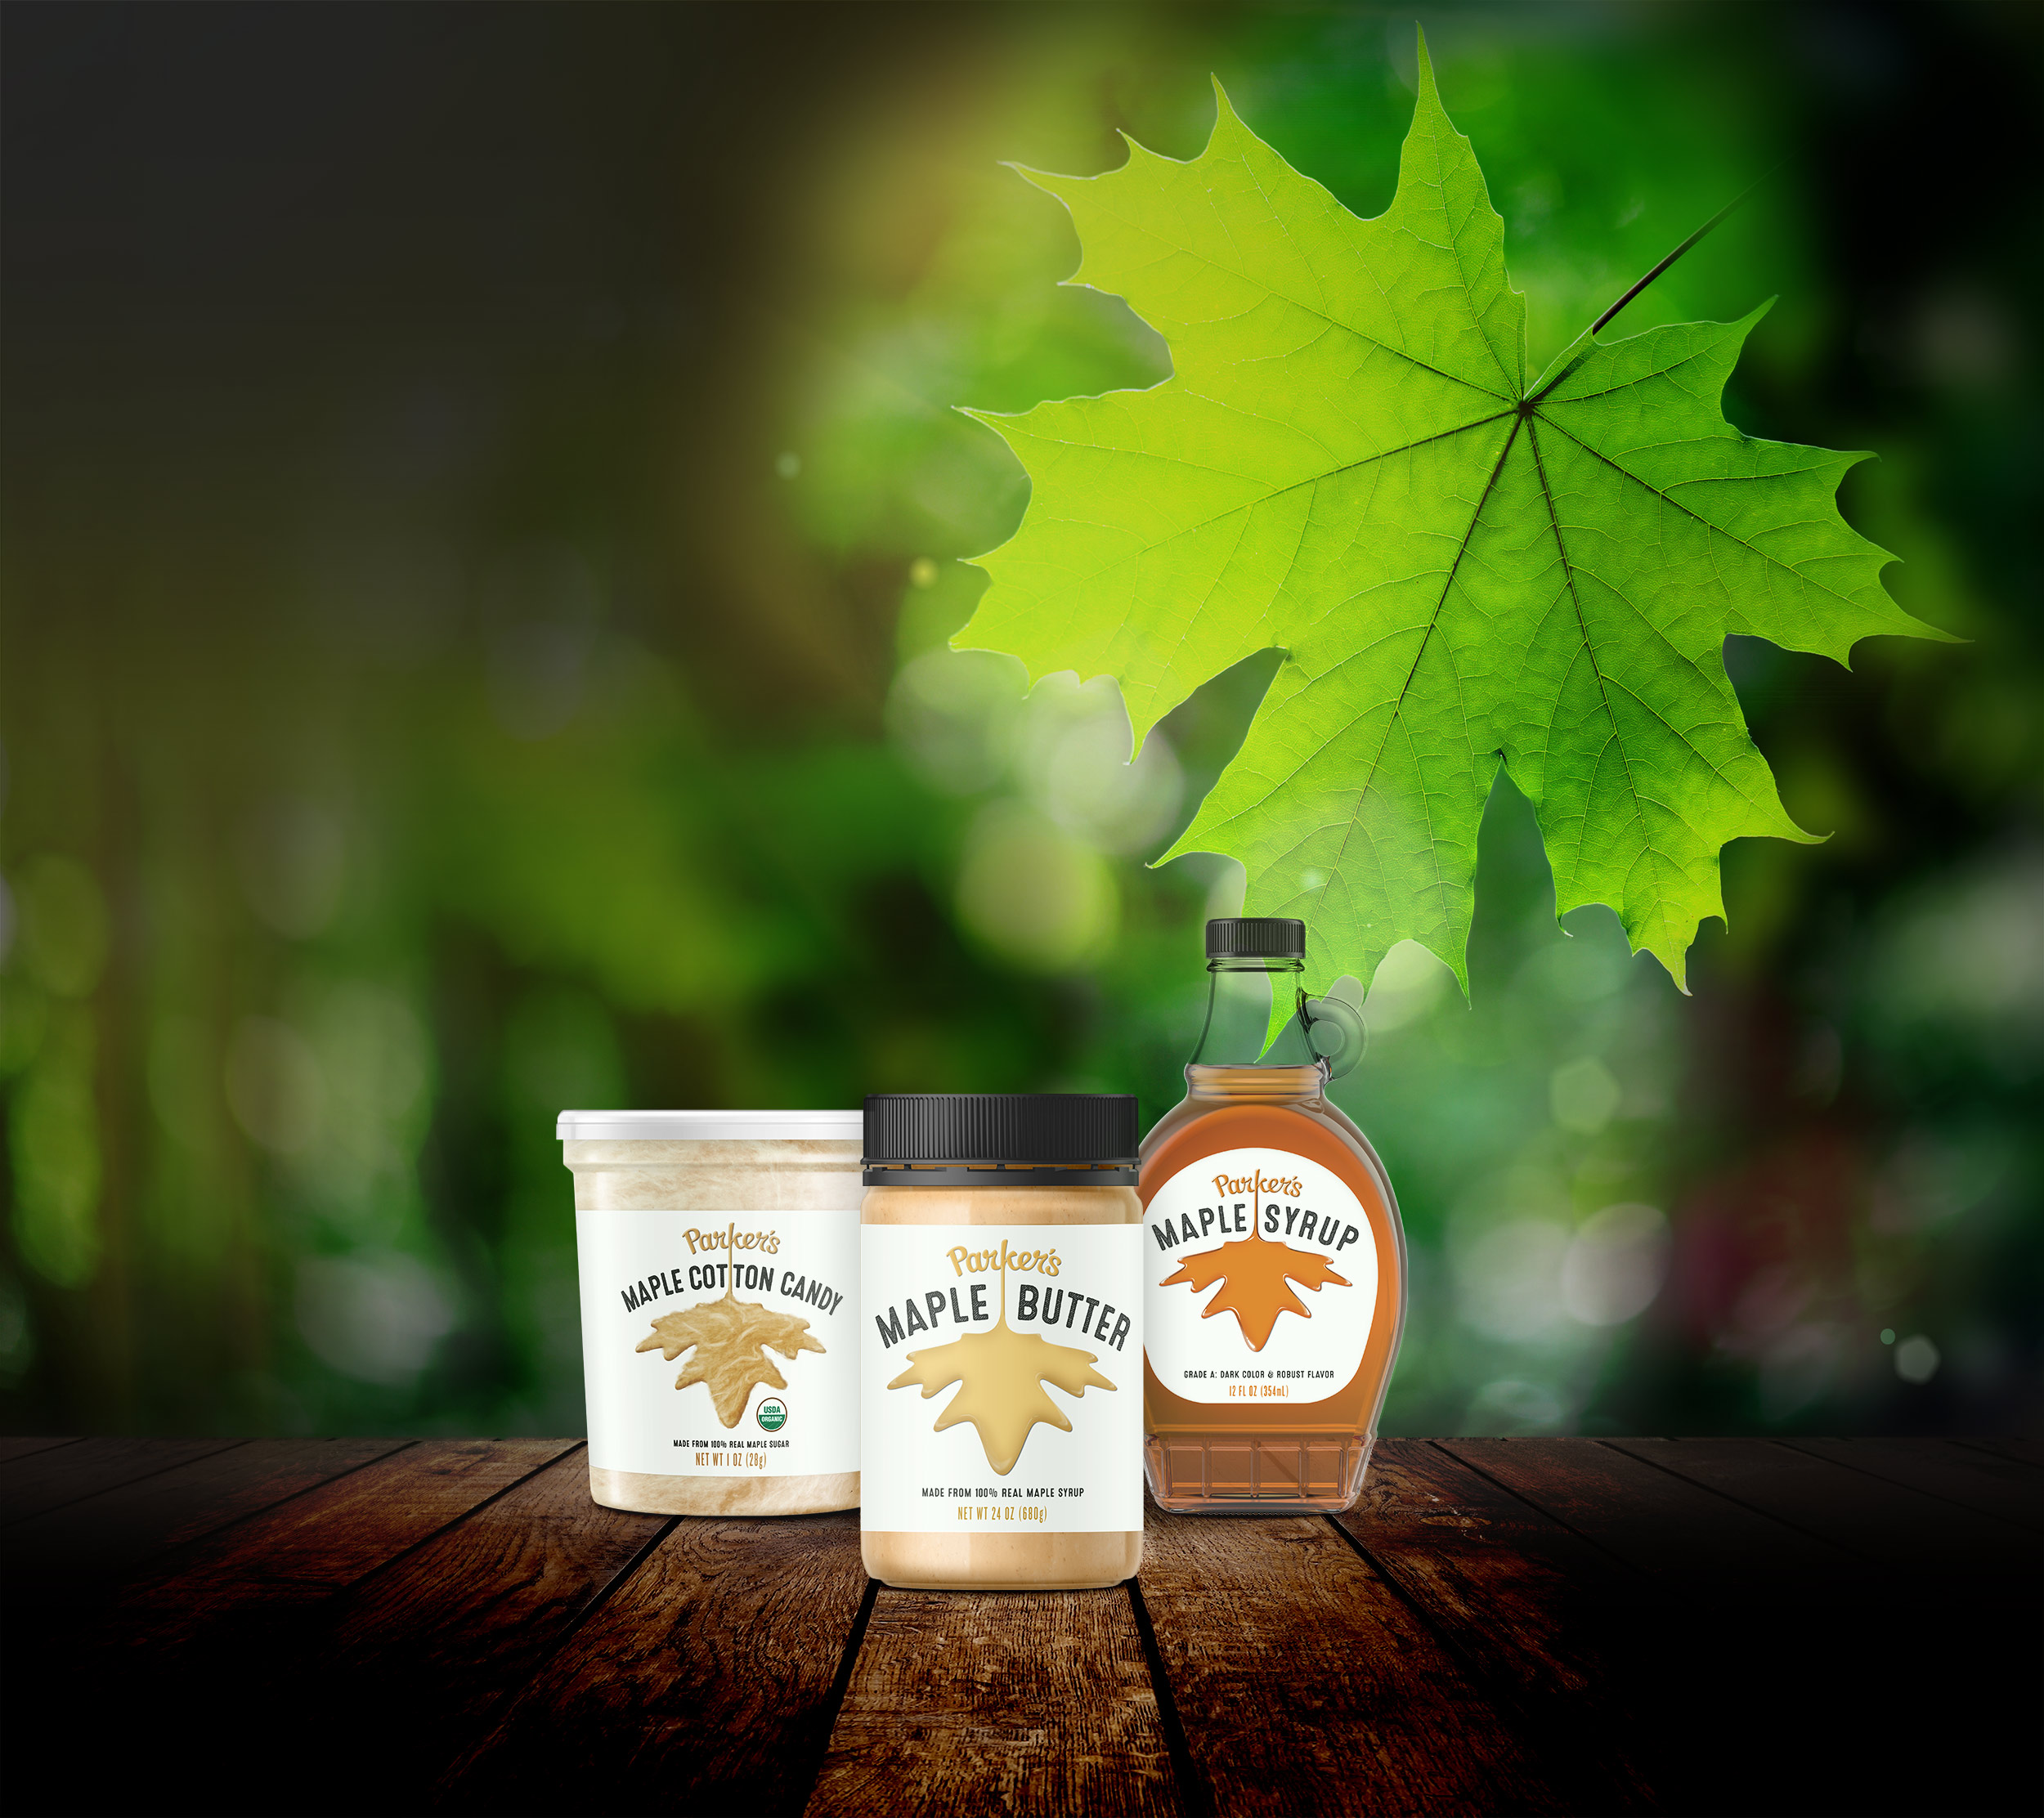 Parker's
MAPLE COTTON CANDY
USDA
ORGANIC
MADE FROM 100% REAL MAPLE SUGAR
NET WT 1 OZ (28g)
Parker's
MAPLE BUTTER
MADE FROM 100% REAL MAPLE SYRUP
NET WT 24 OZ (680g)
Parker's
MAPLE SYRUP
GRADE A: DARK COLOR & ROBUST FLAVOR
12 FL OZ (354mL)